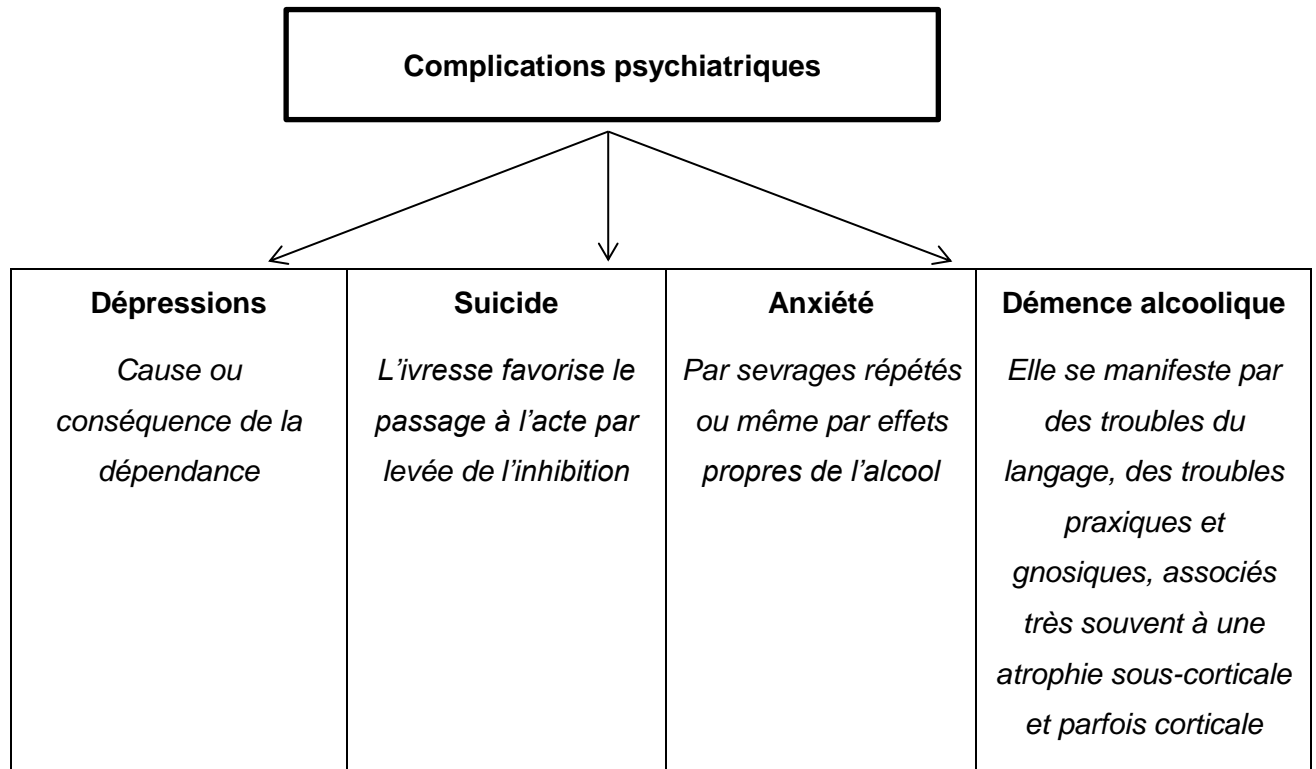 Complications psychiatriques
Dépressions
Cause ou
conséquence de la
dépendance
Suicide
L’ivresse favorise le
passage à l’acte par
levée de l’inhibition
Anxiété
Par sevrages répétés
ou même par effets
propres de l’alcool
Démence alcoolique
Elle se manifeste par
des troubles du
langage, des troubles
praxiques et
gnosiques, associés
très souvent à une
atrophie sous-corticale
et parfois corticale